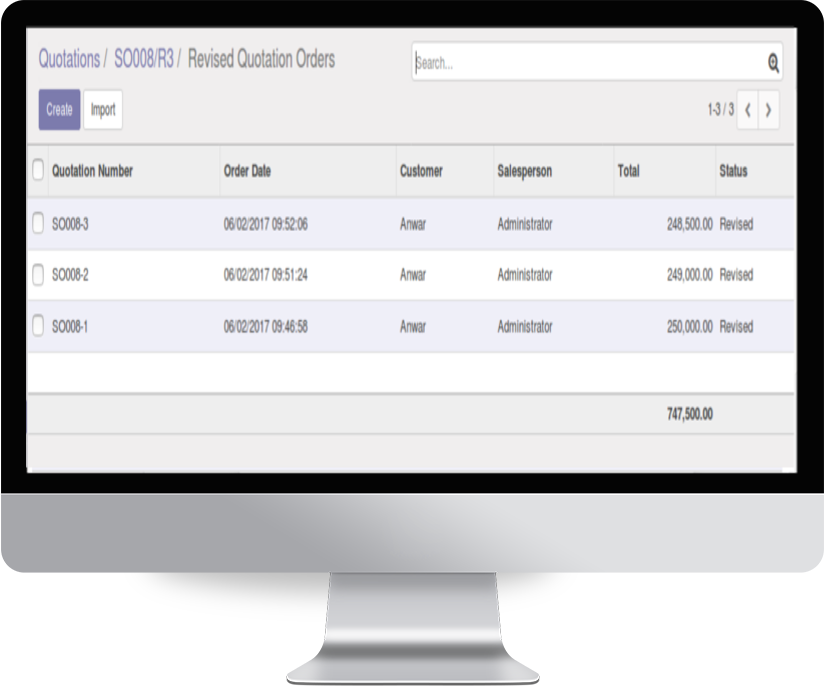 Quotations / SO008/R3 / Revised Quotation Orders
Search...
Create Import
1-3 / 3
Quotation Number Order Date Customer Salesperson Total Status
SO008-3 06/02/2017 09:52:06 Anwar Administrator 248,500.00 Revised
SO008-2 06/02/2017 09:51:24 Anwar Administrator 249,000.00 Revised
SO008-1 06/02/2017 09:46:58 Anwar Administrator 250,000.00 Revised
747,500.00